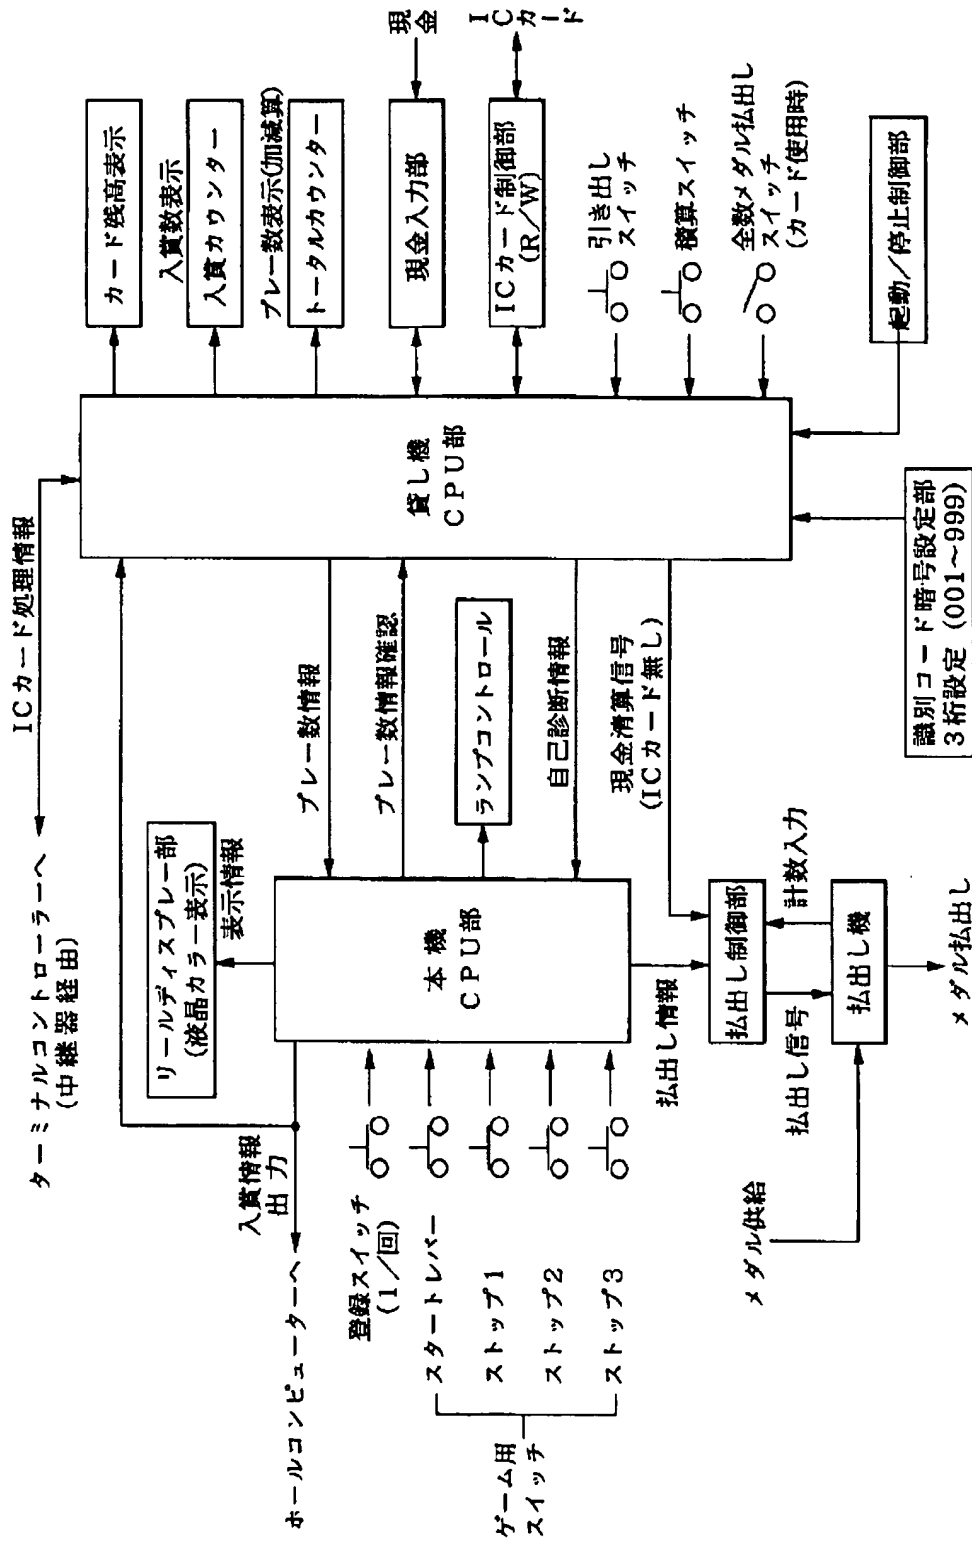 ターミナルコントローラーへ
(中継器経由)
ICカード処理情報
ホールコンピューターへ
入賞情報
出力
リールディスプレー部
(液晶カラー表示)
表示情報
登録スイッチ
(1/回)
スタートレバー
ストップ1
ストップ2
ストップ3
ゲーム用
スイッチ
本機
CPU部
プレー数情報
プレー数情報確認
ランプコントロール
自己診断情報
現金清算信号
(ICカード無し)
払出し情報
払出し制御部
払出し信号
計数入力
払出し機
メダル供給
メダル払出し
貸し機
CPU部
カード残高表示
入賞数表示
入賞カウンター
プレー数表示(加減算)
トータルカウンター
現金入力部
現金
ICカード制御部
(R/W)
ICカード
引き出し
スイッチ
積算スイッチ
全数メダル払出し
スイッチ
(カード使用時)
起動/停止制御部
識別コード暗号設定部
3桁設定(001~999)